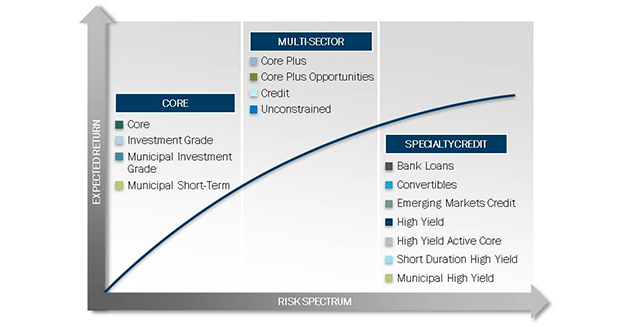 EXPECTED RETURN
CORE
Core
Investment Grade
Municipal Investment
Grade
Municipal Short-Term
MULTI-SECTOR
Core Plus
Core Plus Opportunities
Credit
Unconstrained
SPECIALTY CREDIT
Bank Loans
Convertibles
Emerging Markets Credit
High Yield
High Yield Active Core
Short Duration High Yield
Municipal High Yield
RISK SPECTRUM